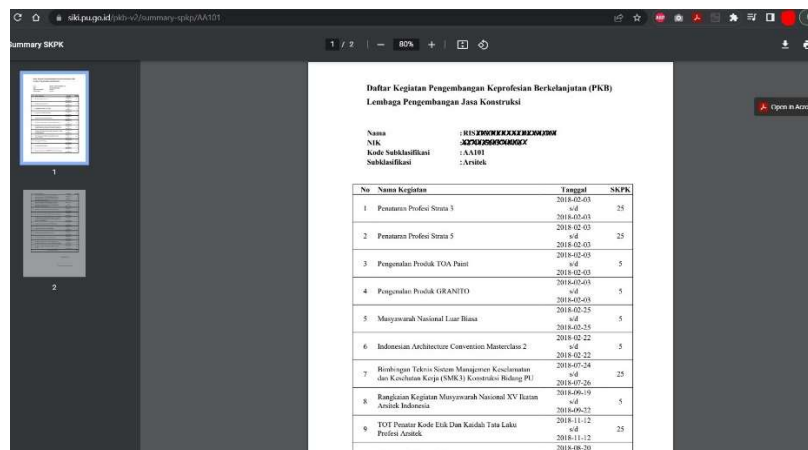 siki.pu.go.id/pkb-v2/summary-spkp/AA101
Summary SKPK
1 / 2
80%
Open in Acro
1
2
Daftar Kegiatan Pengembangan Keprofesian Berkelanjutan (PKB)
Lembaga Pengembangan Jasa Konstruksi
Nama : RIS
NIK :
Kode Subklasifikasi : AA101
Subklasifikasi : Arsitek
No Nama Kegiatan Tanggal SKPK
2018-02-03
1 Penataran Profesi Strata 3 s/d 25
2018-02-03
2018-02-03
2 Penataran Profesi Strata 5 s/d 25
2018-02-03
2018-02-03
3 Pengenalan Produk TOA Paint s/d 5
2018-02-03
2018-02-03
4 Pengenalan Produk GRANITO s/d 5
2018-02-03
2018-02-25
5 Musyawarah Nasional Luar Biasa s/d 5
2018-02-25
2018-02-22
6 Indonesian Architecture Convention Masterclass 2 s/d 5
2018-02-22
2018-07-24
7 Bimbingan Teknis Sistem Manajemen Keselamatan s/d 25
dan Kesehatan Kerja (SMK3) Konstruksi Bidang PU
2018-07-26
2018-09-19
8 Rangkaian Kegiatan Musyawarah Nasional XV Ikatan s/d 5
Arsitek Indonesia
2018-09-22
2018-11-12
9 TOT Penatar Kode Etik Dan Kaidah Tata Laku s/d 25
Profesi Arsitek
2018-11-12
2018-08-20